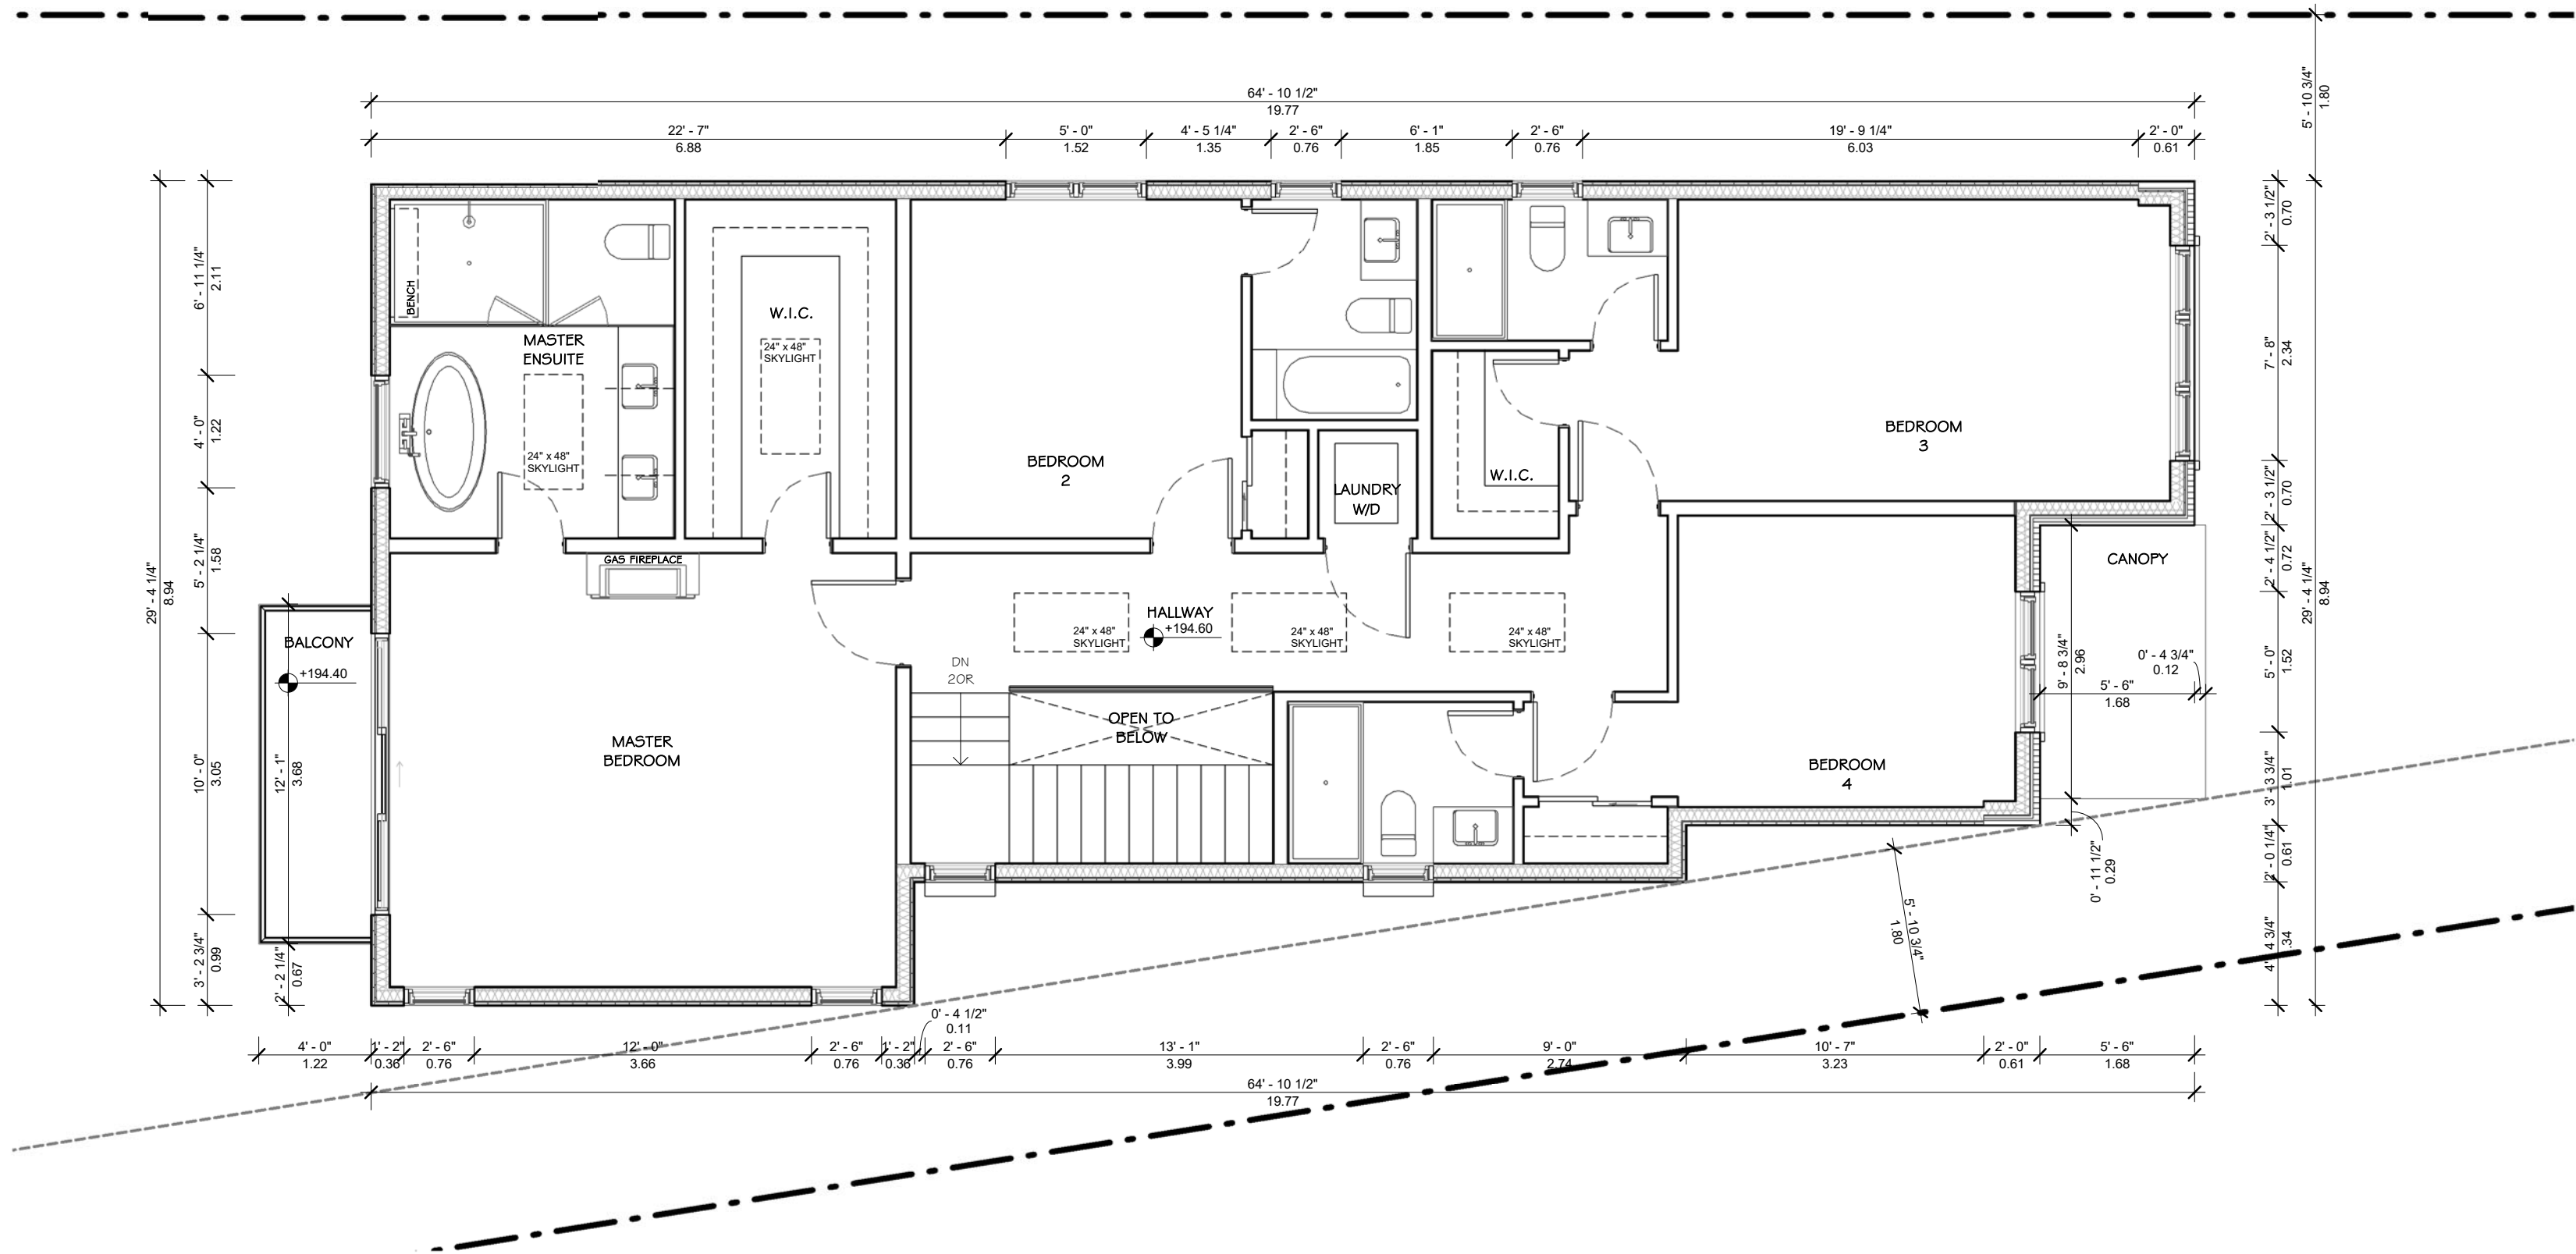 64' - 10 1/2"
19.77
22' - 7"
6.88
5' - 0"
1.52
4' - 5 1/4"
1.35
2' - 6"
0.76
6' - 1"
1.85
2' - 6"
0.76
19' - 9 1/4"
6.03
2' - 0"
0.61
5' - 10 3/4"
1.80
29' - 4 1/4"
8.94
6' - 11 1/4"
2.11
4' - 0"
1.22
5' - 2 1/4"
1.58
10' - 0"
3.05
3' - 2 3/4"
0.99
12' - 1"
3.68
2' - 2 1/4"
0.67
BENCH
MASTER
ENSUITE
24" x 48"
SKYLIGHT
W.I.C.
24" x 48"
SKYLIGHT
BEDROOM
2
LAUNDRY
W/D
W.I.C.
BEDROOM
3
GAS FIREPLACE
BALCONY
+194.40
MASTER
BEDROOM
HALLWAY
+194.60
24" x 48"
SKYLIGHT
24" x 48"
SKYLIGHT
24" x 48"
SKYLIGHT
DN
20R
OPEN TO
BELOW
BEDROOM
4
CANOPY
9' - 8 3/4"
2.96
0' - 4 3/4"
0.12
5' - 6"
1.68
0' - 11 1/2"
0.29
5' - 10 3/4"
1.80
2' - 3 1/2"
0.70
7' - 8"
2.34
2' - 3 1/2"
0.70
2' - 4 1/2"
0.72
5' - 0"
1.52
3' - 3 3/4"
1.01
2' - 0 1/4"
0.61
4' - 4 3/4"
1.34
29' - 4 1/4"
8.94
0' - 4 1/2"
0.11
4' - 0"
1.22
1' - 2"
0.36
2' - 6"
0.76
12' - 0"
3.66
2' - 6"
0.76
1' - 2"
0.36
2' - 6"
0.76
13' - 1"
3.99
2' - 6"
0.76
9' - 0"
2.74
10' - 7"
3.23
2' - 0"
0.61
5' - 6"
1.68
64' - 10 1/2"
19.77